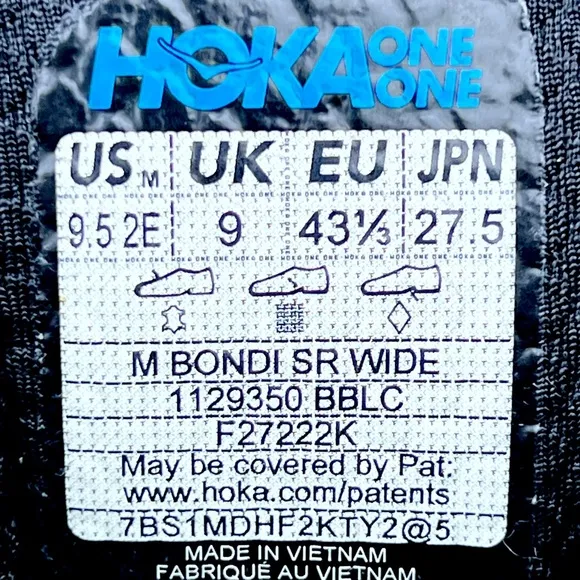 HOKA ONE ONE
US M UK EU JPN
9.5 2E 9 43⅓ 27.5
M BONDI SR WIDE
1129350 BBLC
F27222K
May be covered by Pat:
www.hoka.com/patents
7BS1MDHF2KTY2@5
MADE IN VIETNAM
FABRIQUÉ AU VIETNAM